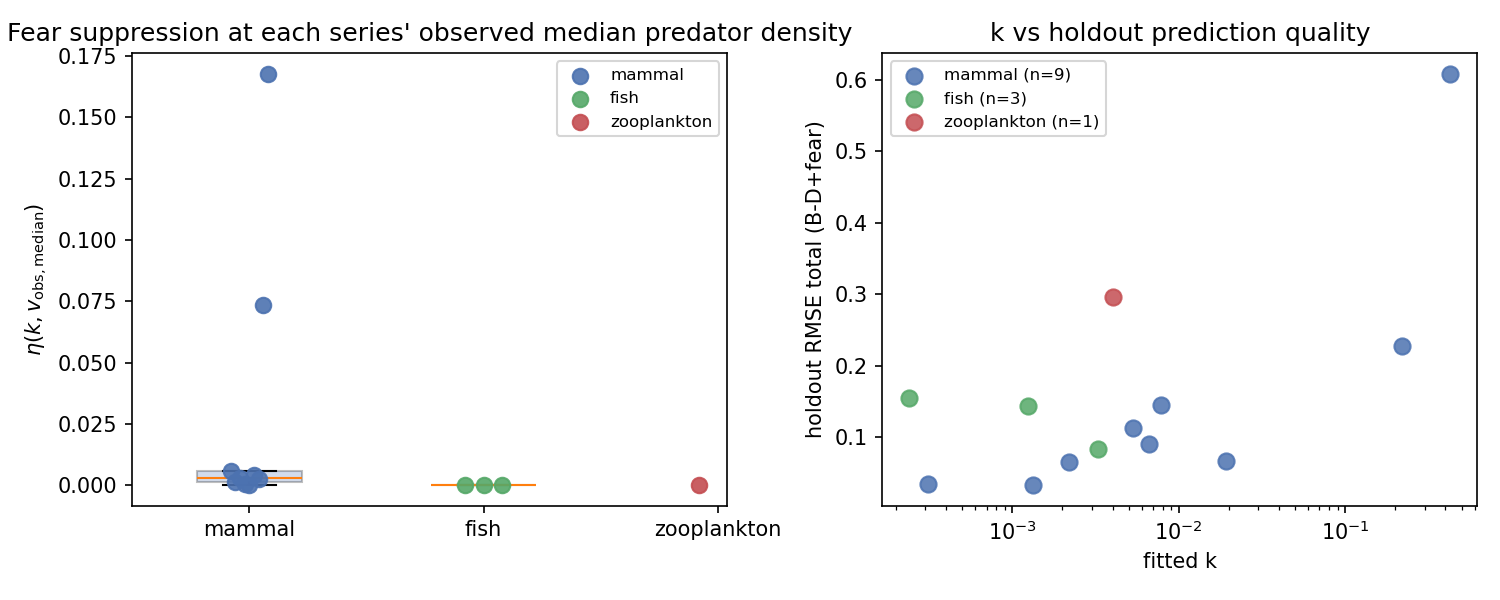 Fear suppression at each series' observed median predator density
η(k, v_obs, median)
0.175
0.150
0.125
0.100
0.075
0.050
0.025
0.000
mammal
fish
zooplankton
mammal
fish
zooplankton
k vs holdout prediction quality
holdout RMSE total (B-D+fear)
0.6
0.5
0.4
0.3
0.2
0.1
mammal (n=9)
fish (n=3)
zooplankton (n=1)
10⁻³
10⁻²
10⁻¹
fitted k